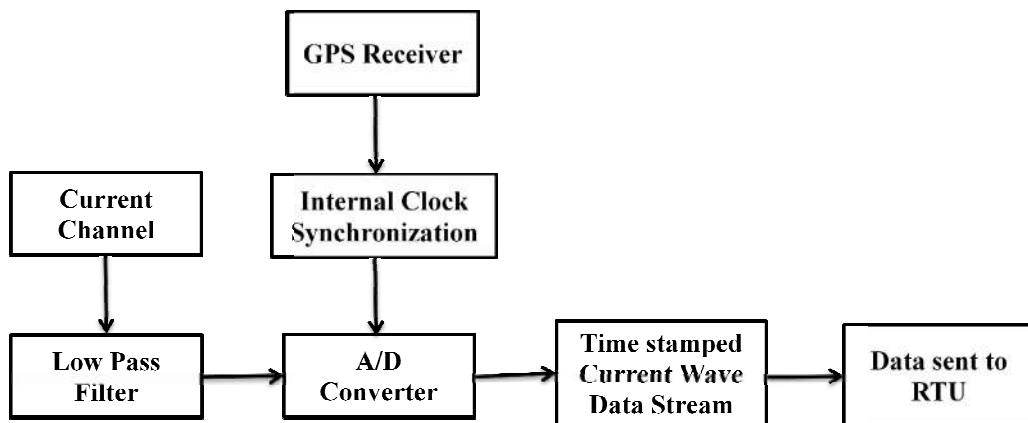 GPS Receiver
Current
Channel
Internal Clock
Synchronization
Low Pass
Filter
A/D
Converter
Time stamped
Current Wave
Data Stream
Data sent to
RTU